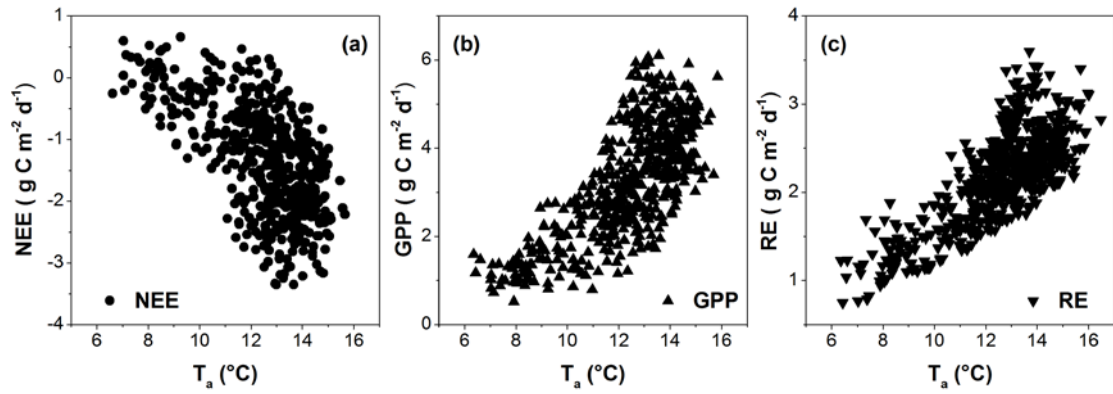 1
0
-1
-2
-3
-4
NEE ( g C m⁻² d⁻¹)
(a)
NEE
6 8 10 12 14 16
Tₐ (°C)
6
4
2
0
GPP ( g C m⁻² d⁻¹)
(b)
GPP
6 8 10 12 14 16
Tₐ (°C)
4
3
2
1
RE ( g C m⁻² d⁻¹)
(c)
RE
6 8 10 12 14 16
Tₐ (°C)